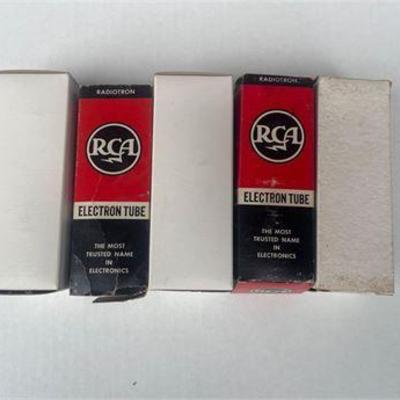 RADIOTRON
RCA
ELECTRON TUBE
THE MOST
TRUSTED NAME
IN
ELECTRONICS
RADIOTRON
RCA
ELECTRON TUBE
THE MOST
TRUSTED NAME
IN
ELECTRONICS